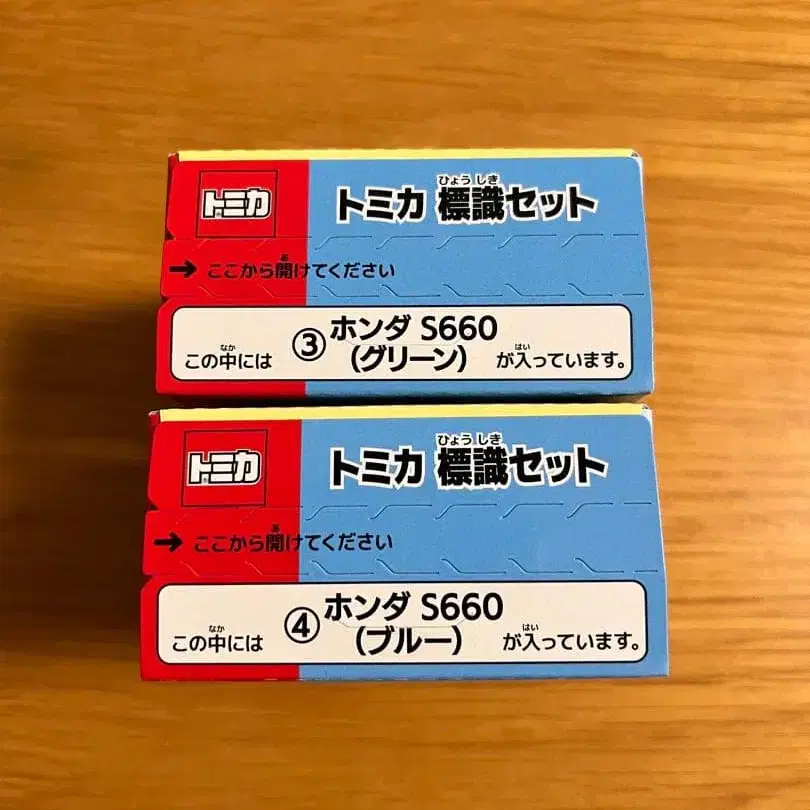 トミカ
ひょう しき
トミカ 標識セット
あ
→ ここから開けてください
③ ホンダ S660
(グリーン)
なか
この中には
はい
が入っています。
トミカ
ひょう しき
トミカ 標識セット
あ
→ ここから開けてください
④ ホンダ S660
(ブルー)
なか
この中には
はい
が入っています。